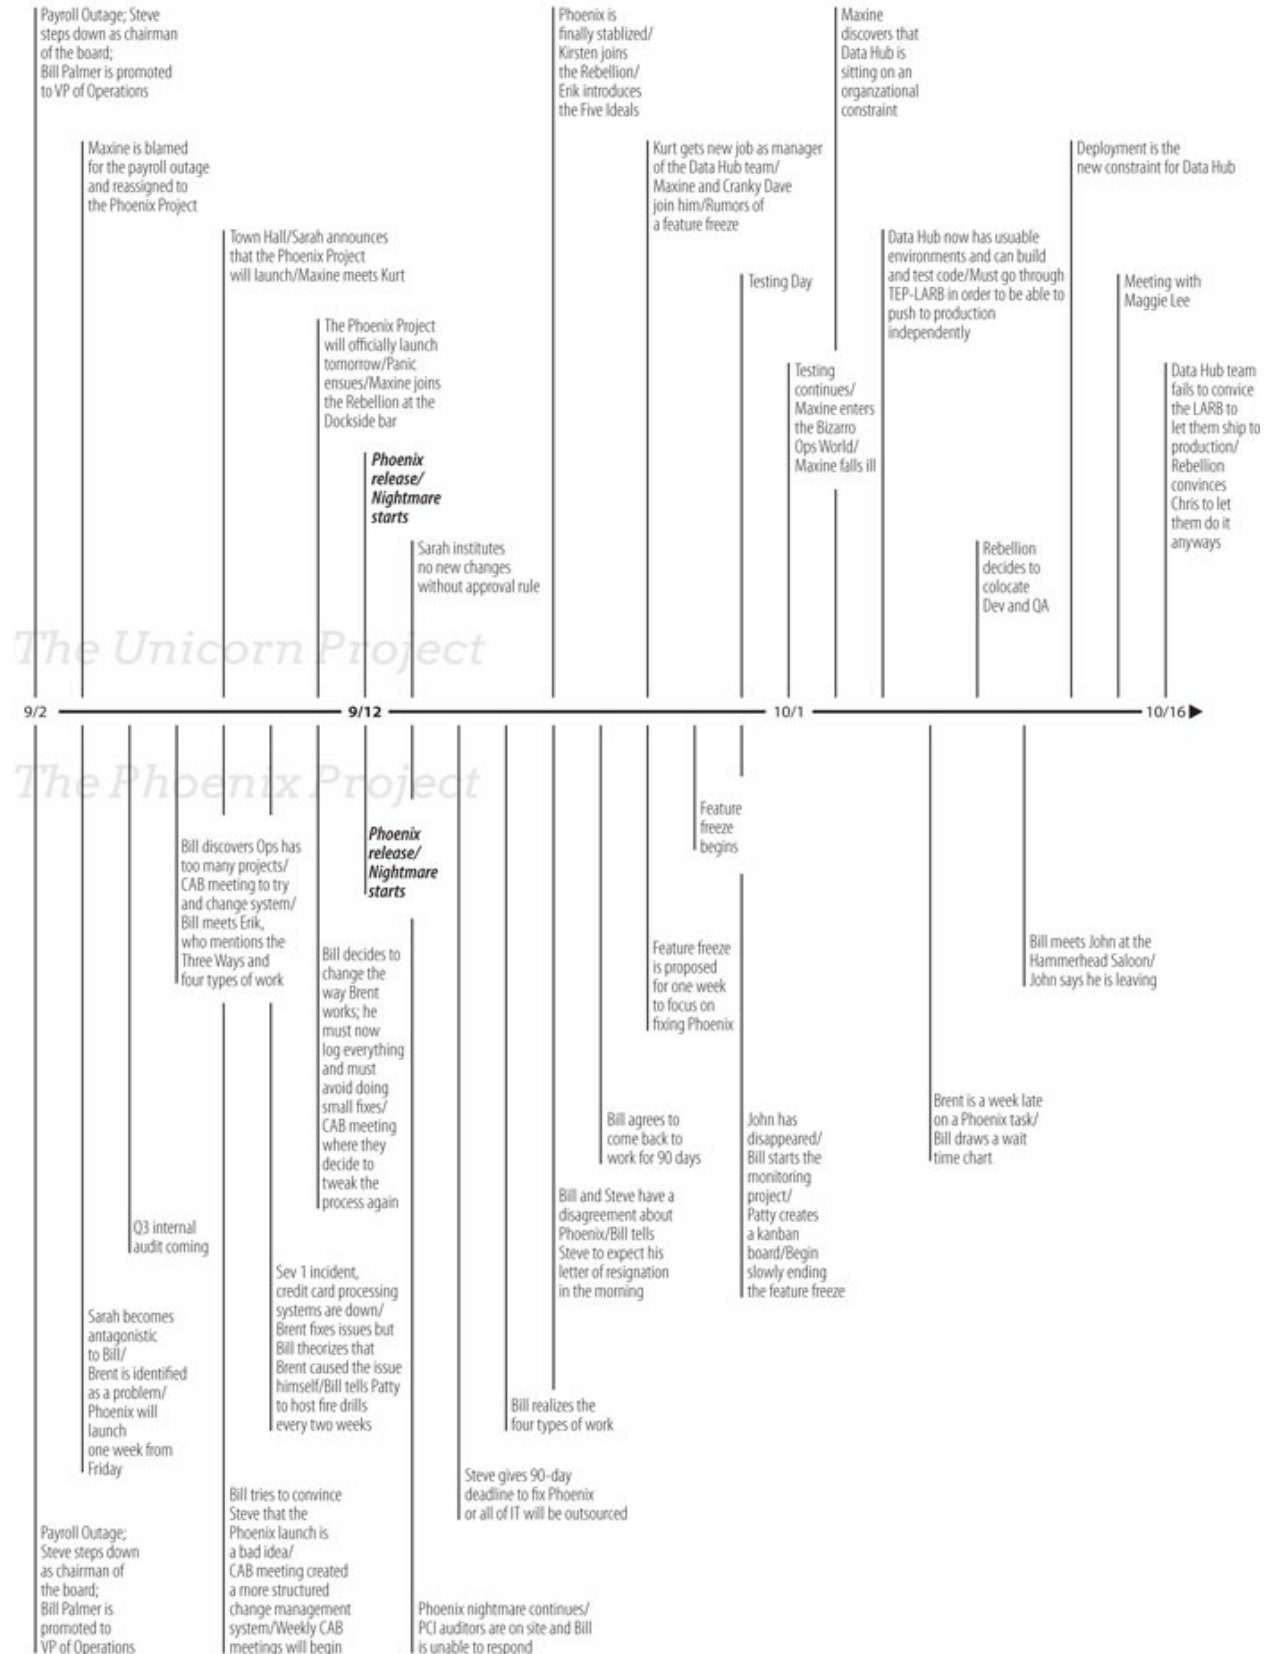 Payroll Outage; Steve
steps down as chairman
of the board;
Bill Palmer is promoted
to VP of Operations
Phoenix is
finally stablized/
Kirsten joins
the Rebellion/
Erik introduces
the Five Ideals
Maxine
discovers that
Data Hub is
sitting on an
organzational
constraint
Maxine is blamed
for the payroll outage
and reassigned to
the Phoenix Project
Kurt gets new job as manager
of the Data Hub team/
Maxine and Cranky Dave
join him/Rumors of
a feature freeze
Deployment is the
new constraint for Data Hub
Town Hall/Sarah announces
that the Phoenix Project
will launch/Maxine meets Kurt
Data Hub now has usuable
environments and can build
and test code/Must go through
TEP-LARB in order to be able to
push to production
independently
Testing Day
Meeting with
Maggie Lee
The Phoenix Project
will officially launch
tomorrow/Panic
ensues/Maxine joins
the Rebellion at the
Dockside bar
Testing
continues/
Maxine enters
the Bizarro
Ops World/
Maxine falls ill
Data Hub team
fails to convice
the LARB to
let them ship to
production/
Rebellion
convinces
Chris to let
them do it
anyways
Phoenix
release/
Nightmare
starts
Sarah institutes
no new changes
without approval rule
Rebellion
decides to
colocate
Dev and QA
The Unicorn Project
9/2
9/12
10/1
10/16
The Phoenix Project
Feature
freeze
begins
Phoenix
release/
Nightmare
starts
Bill discovers Ops has
too many projects/
CAB meeting to try
and change system/
Bill meets Erik,
who mentions the
Three Ways and
four types of work
Bill decides to
change the
way Brent
works; he
must now
log everything
and must
avoid doing
small fixes/
CAB meeting
where they
decide to
tweak the
process again
Feature freeze
is proposed
for one week
to focus on
fixing Phoenix
Bill meets John at the
Hammerhead Saloon/
John says he is leaving
Brent is a week late
on a Phoenix task/
Bill draws a wait
time chart
Bill agrees to
come back to
work for 90 days
John has
disappeared/
Bill starts the
monitoring
project/
Patty creates
a kanban
board/Begin
slowly ending
the feature freeze
Bill and Steve have a
disagreement about
Phoenix/Bill tells
Steve to expect his
letter of resignation
in the morning
Q3 internal
audit coming
Sev 1 incident,
credit card processing
systems are down/
Brent fixes issues but
Bill theorizes that
Brent caused the issue
himself/Bill tells Patty
to host fire drills
every two weeks
Sarah becomes
antagonistic
to Bill/
Brent is identified
as a problem/
Phoenix will
launch
one week from
Friday
Bill realizes the
four types of work
Steve gives 90-day
deadline to fix Phoenix
or all of IT will be outsourced
Bill tries to convince
Steve that the
Phoenix launch is
a bad idea/
CAB meeting created
a more structured
change management
system/Weekly CAB
meetings will begin
Payroll Outage;
Steve steps down
as chairman of
the board;
Bill Palmer is
promoted to
VP of Operations
Phoenix nightmare continues/
PCI auditors are on site and Bill
is unable to respond